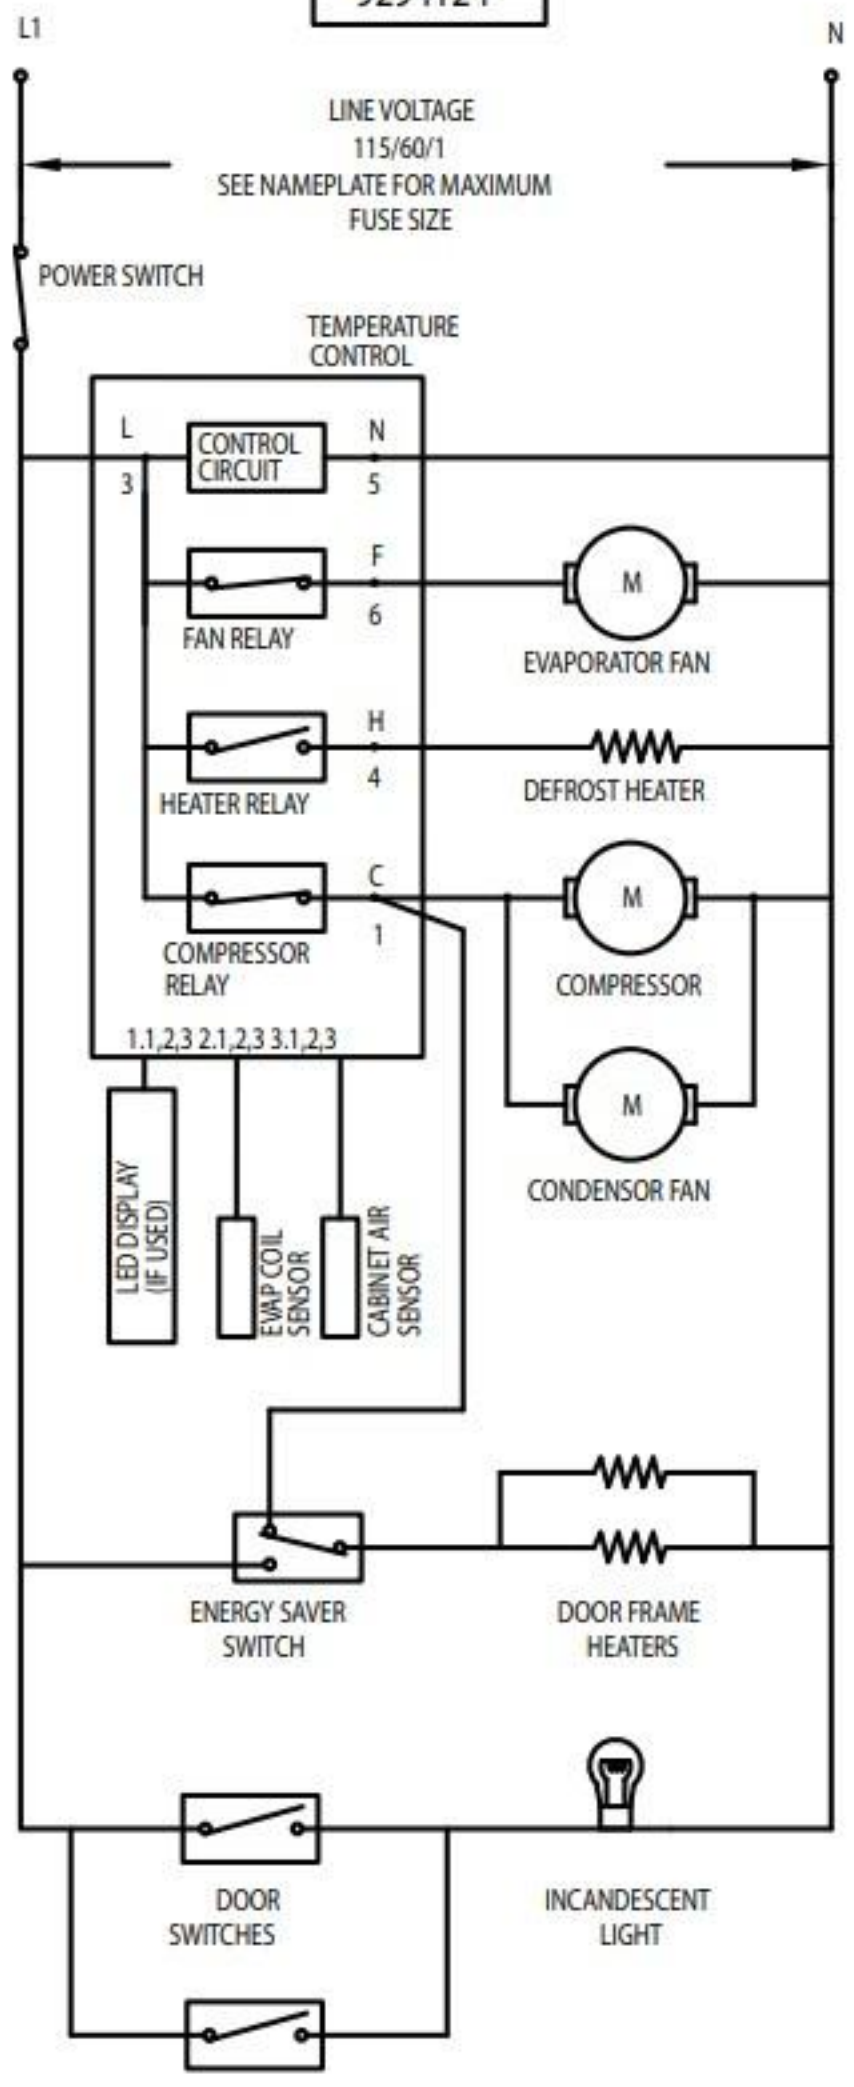 L1
N
LINE VOLTAGE
115/60/1
SEE NAMEPLATE FOR MAXIMUM
FUSE SIZE
POWER SWITCH
TEMPERATURE
CONTROL
L
3
CONTROL
CIRCUIT
N
5
F
6
FAN RELAY
M
EVAPORATOR FAN
H
4
HEATER RELAY
DEFROST HEATER
C
1
COMPRESSOR
RELAY
M
COMPRESSOR
1.1,2,3 2.1,2,3 3.1,2,3
M
CONDENSOR FAN
LED DISPLAY
(IF USED)
EVAP COIL
SENSOR
CABINET AIR
SENSOR
ENERGY SAVER
SWITCH
DOOR FRAME
HEATERS
DOOR
SWITCHES
INCANDESCENT
LIGHT